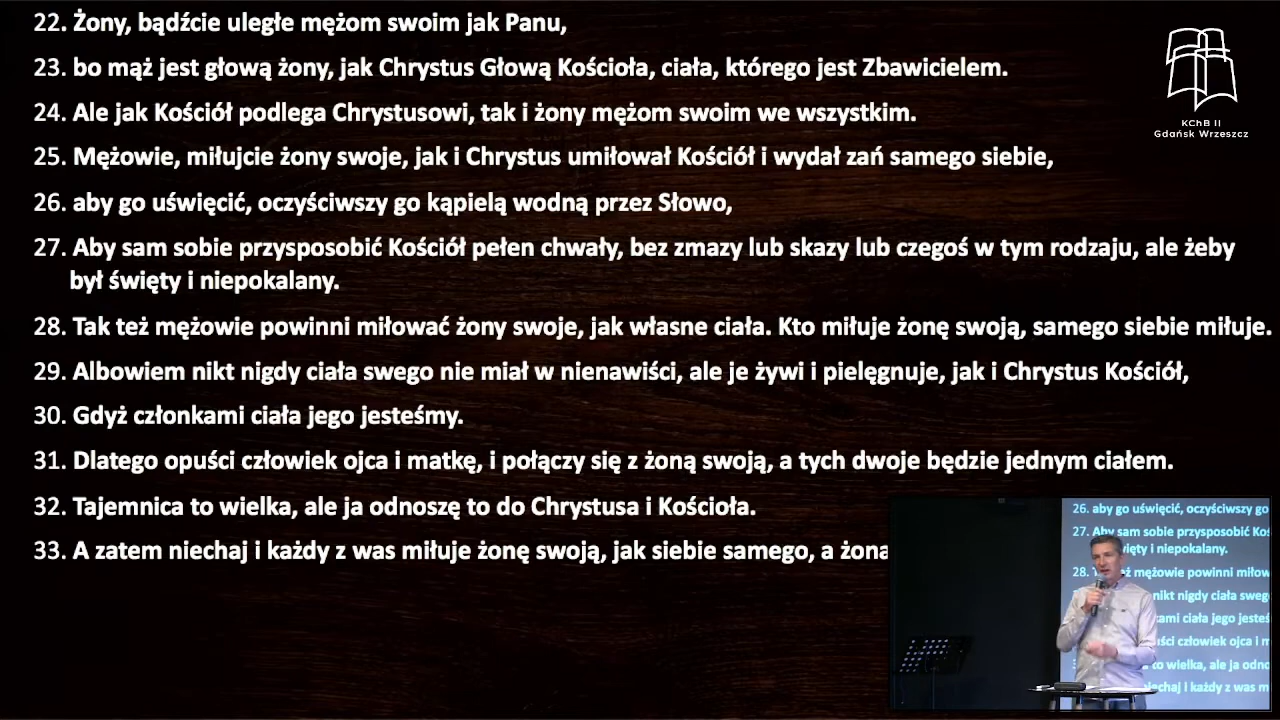 22. Żony, bądźcie uległe mężom swoim jak Panu,
23. bo mąż jest głową żony, jak Chrystus Głową Kościoła, ciała, którego jest Zbawicielem.
24. Ale jak Kościół podlega Chrystusowi, tak i żony mężom swoim we wszystkim.
25. Mężowie, miłujcie żony swoje, jak i Chrystus umiłował Kościół i wydał zań samego siebie,
26. aby go uświęcić, oczyściwszy go kąpielą wodną przez Słowo,
27. Aby sam sobie przysposobić Kościół pełen chwały, bez zmazy lub skazy lub czegoś w tym rodzaju, ale żeby
był święty i niepokalany.
28. Tak też mężowie powinni miłować żony swoje, jak własne ciała. Kto miłuje żonę swoją, samego siebie miłuje.
29. Albowiem nikt nigdy ciała swego nie miał w nienawiści, ale je żywi i pielęgnuje, jak i Chrystus Kościół,
30. Gdyż członkami ciała jego jesteśmy.
31. Dlatego opuści człowiek ojca i matkę, i połączy się z żoną swoją, a tych dwoje będzie jednym ciałem.
32. Tajemnica to wielka, ale ja odnoszę to do Chrystusa i Kościoła.
33. A zatem niechaj i każdy z was miłuje żonę swoją, jak siebie samego, a żona
KChB II
Gdańsk Wrzeszcz
26. aby go uświęcić, oczyściwszy go
27. Aby sam sobie przysposobić Koś
więty i niepokalany.
28. też mężowie powinni miłow
nikt nigdy ciała sweg
kami ciała jego jesteś
uści człowiek ojca i m
to wielka, ale ja odno
iechaj i każdy z was m